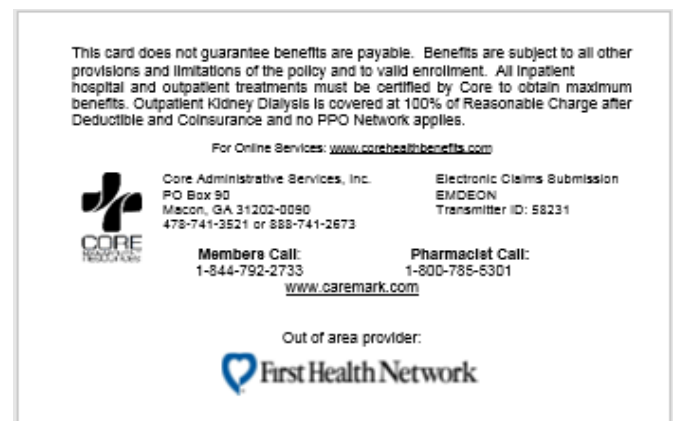 This card does not guarantee benefits are payable. Benefits are subject to all other
provisions and limitations of the policy and to valid enrollment. All inpatient
hospital and outpatient treatments must be certified by Core to obtain maximum
benefits. Outpatient Kidney Dialysis is covered at 100% of Reasonable Charge after
Deductible and Coinsurance and no PPO Network applies.
For Online Services: www.corehealthbenefits.com
Core Administrative Services, Inc.
PO Box 90
Macon, GA 31202-0090
478-741-3521 or 888-741-2673
Electronic Claims Submission
EMDEON
Transmitter ID: 58231
CORE
RESOURCES
Members Call:
1-844-792-2733
Pharmacist Call:
1-800-785-5301
www.caremark.com
Out of area provider:
First Health Network